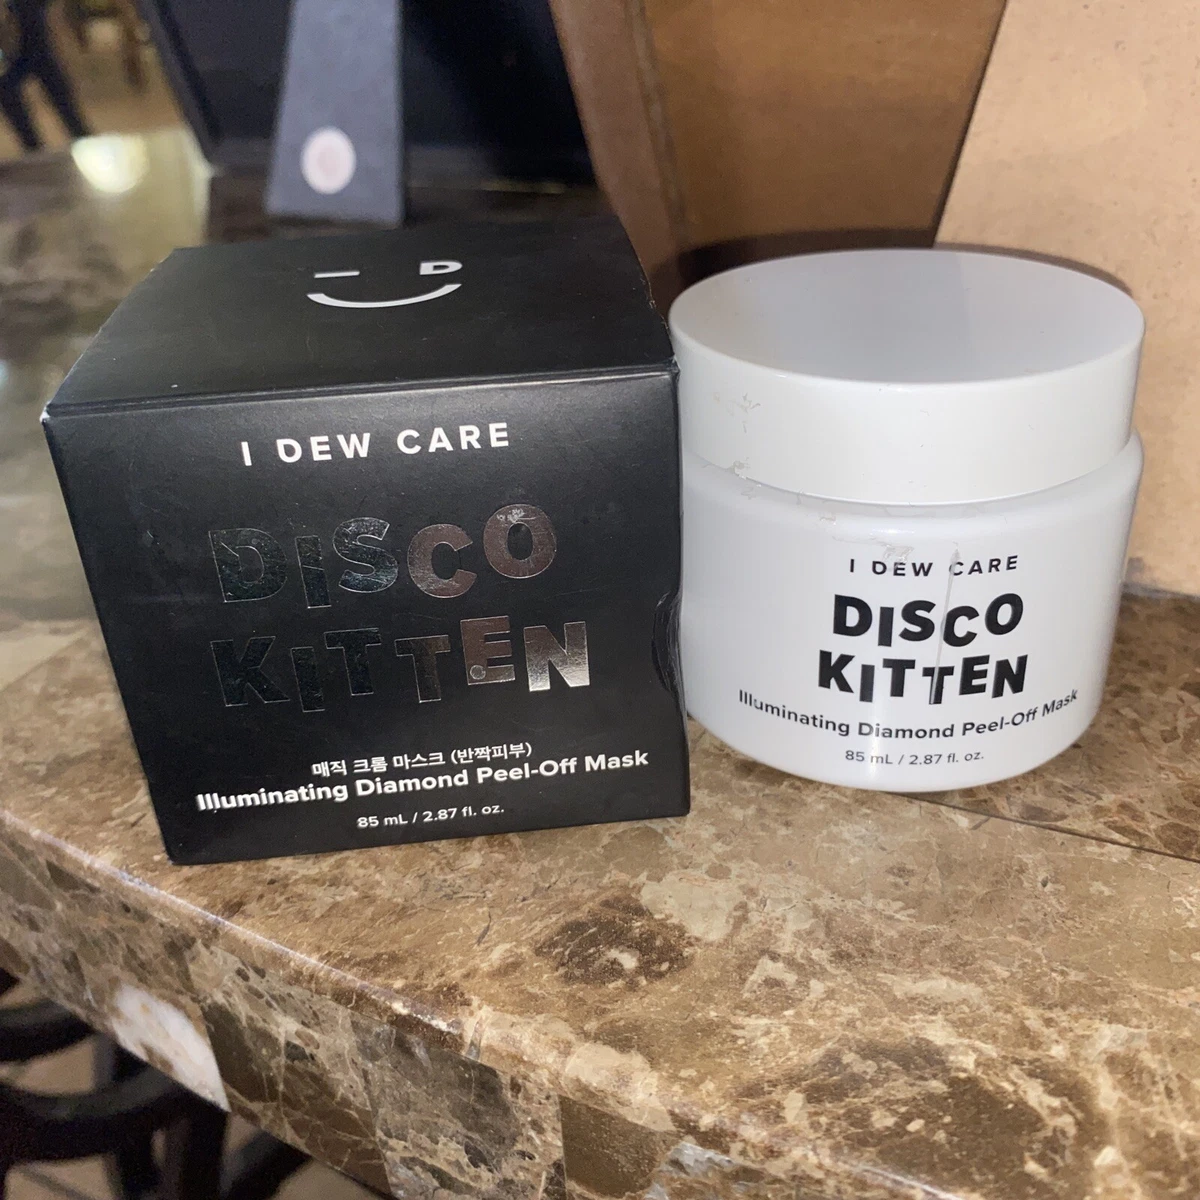 I DEW CARE
DISCO
KITTEN
매직 크롬 마스크 (반짝피부)
Illuminating Diamond Peel-Off Mask
85 mL / 2.87 fl. oz.
I DEW CARE
DISCO
KITTEN
Illuminating Diamond Peel-Off Mask
85 mL / 2.87 fl. oz.